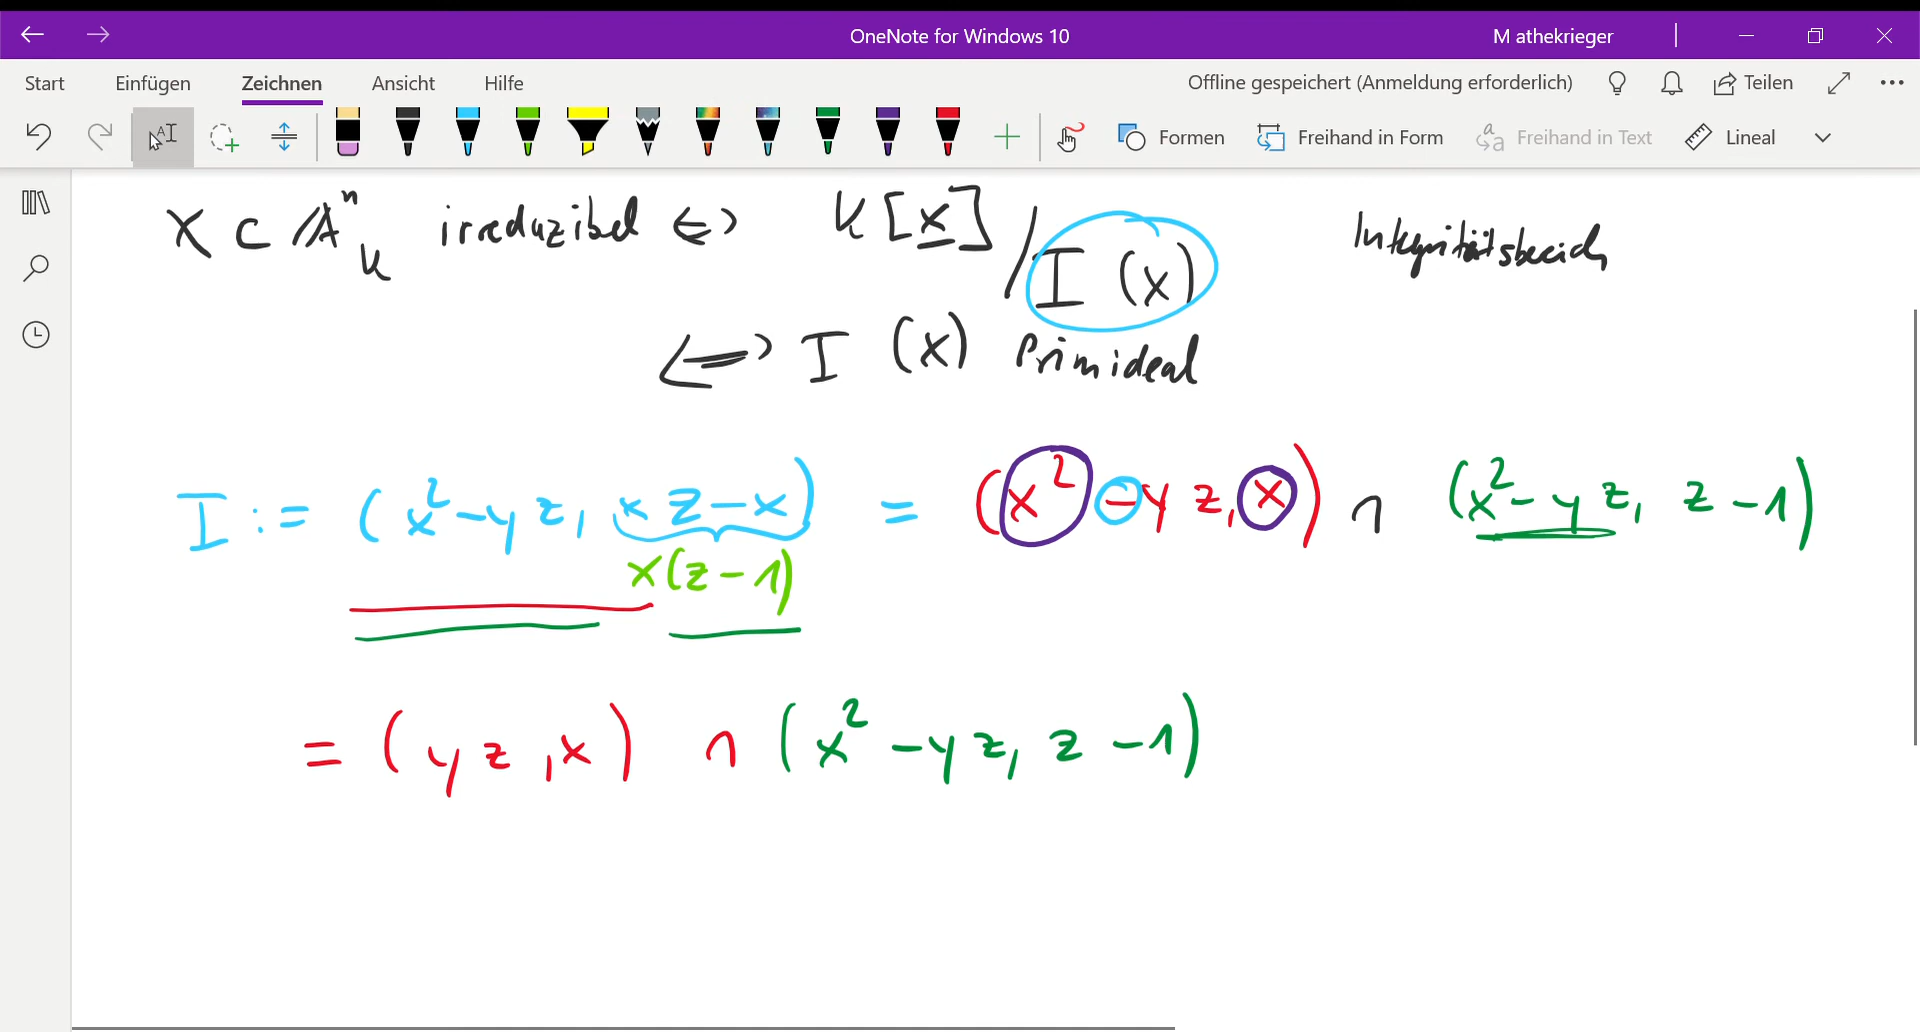 OneNote for Windows 10
M athekrieger
Start Einfügen Zeichnen Ansicht Hilfe
Offline gespeichert (Anmeldung erforderlich) Teilen
Formen Freihand in Form Freihand in Text Lineal
X ⊂ 𝔸ⁿ_k irreduzibel ⇔ k[x̲] / I(X) Integritätsbereich
⇔ I (X) Primideal
I := (x² - yz, xz - x) = (x² - yz, x) ∩ (x² - yz, z - 1)
x(z - 1)
= (yz, x) ∩ (x² - yz, z - 1)